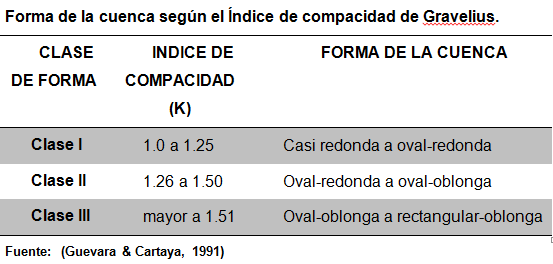 Forma de la cuenca según el Índice de compacidad de Gravelius.
CLASE DE FORMA INDICE DE COMPACIDAD (K) FORMA DE LA CUENCA
Clase I 1.0 a 1.25 Casi redonda a oval-redonda
Clase II 1.26 a 1.50 Oval-redonda a oval-oblonga
Clase III mayor a 1.51 Oval-oblonga a rectangular-oblonga
Fuente: (Guevara & Cartaya, 1991)